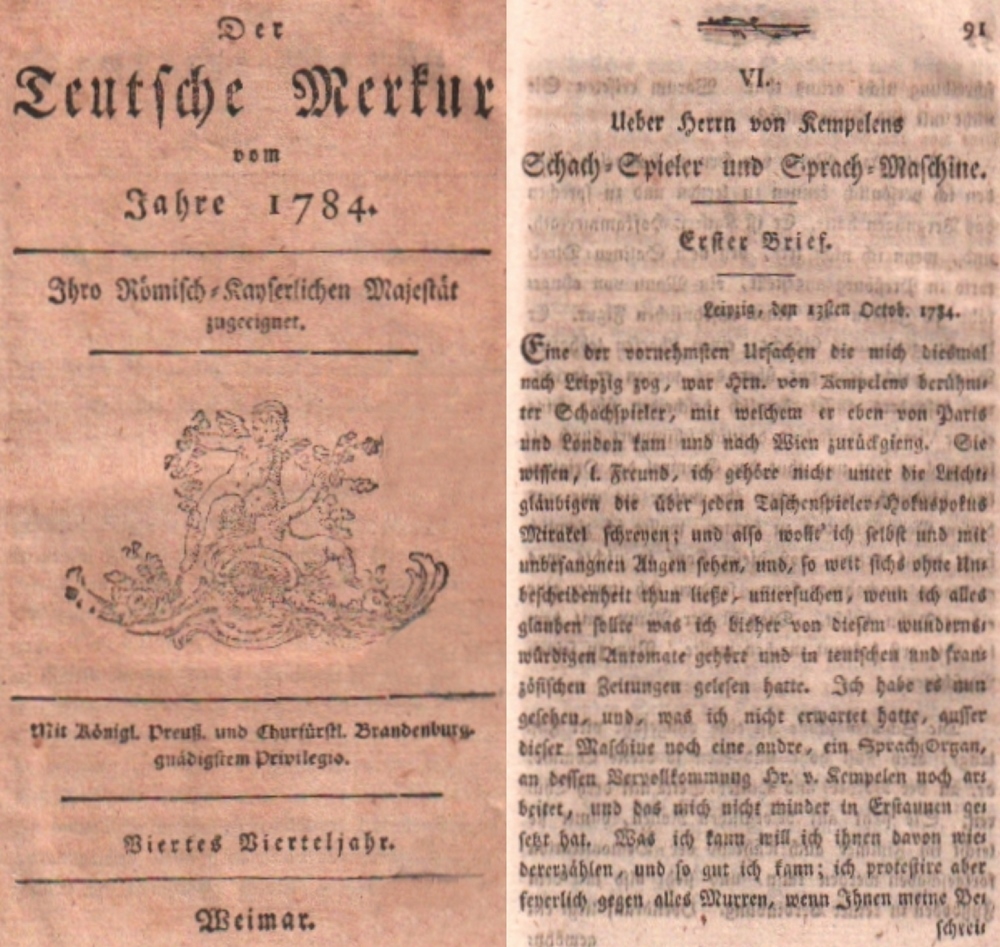 Der
Teutsche Merkur
vom
Jahre 1784.
Ihro Römisch-Kayserlichen Majestät
zugeeignet.
Mit Königl. Preuß. und Churfürstl. Brandenburg.
gnädigstem Privilegio.
Viertes Vierteljahr.
Weimar.
91
VI.
Ueber Herrn von Kempelens
Schach-Spieler und Sprach-Maschine.
Erster Brief.
Leipzig, den 13ten Octob. 1784.
Eine der vornehmsten Ursachen die mich diesmal
nach Leipzig zog, war Hrn. von Kempelens berühm-
ter Schachspieler, mit welchem er eben von Paris
und London kam und nach Wien zurückgieng. Sie
wissen, l. Freund, ich gehöre nicht unter die Leicht-
gläubigen die über jeden Taschenspieler-Hokuspokus
Mirakel schreyen; und also wollt' ich selbst und mit
unbefangnen Augen sehen, und, so weit sichs ohne Un-
bescheidenheit thun ließe, untersuchen, wenn ich alles
glauben sollte was ich bisher von diesem wunderns-
würdigen Automate gehört und in teutschen und fran-
zösischen Zeitungen gelesen hatte. Ich habe es nun
gesehen, und, was ich nicht erwartet hatte, ausser
dieser Maschine noch eine andre, ein Sprach-Organ,
an dessen Vervollkommnung Hr. v. Kempelen noch ar-
beitet, und das mich nicht minder in Erstaunen ge-
setzt hat. Was ich kann will ich ihnen davon wie-
dererzählen, und so gut ich kann; ich protestire aber
feyerlich gegen alles Murren, wenn Ihnen meine Be-
schrei-